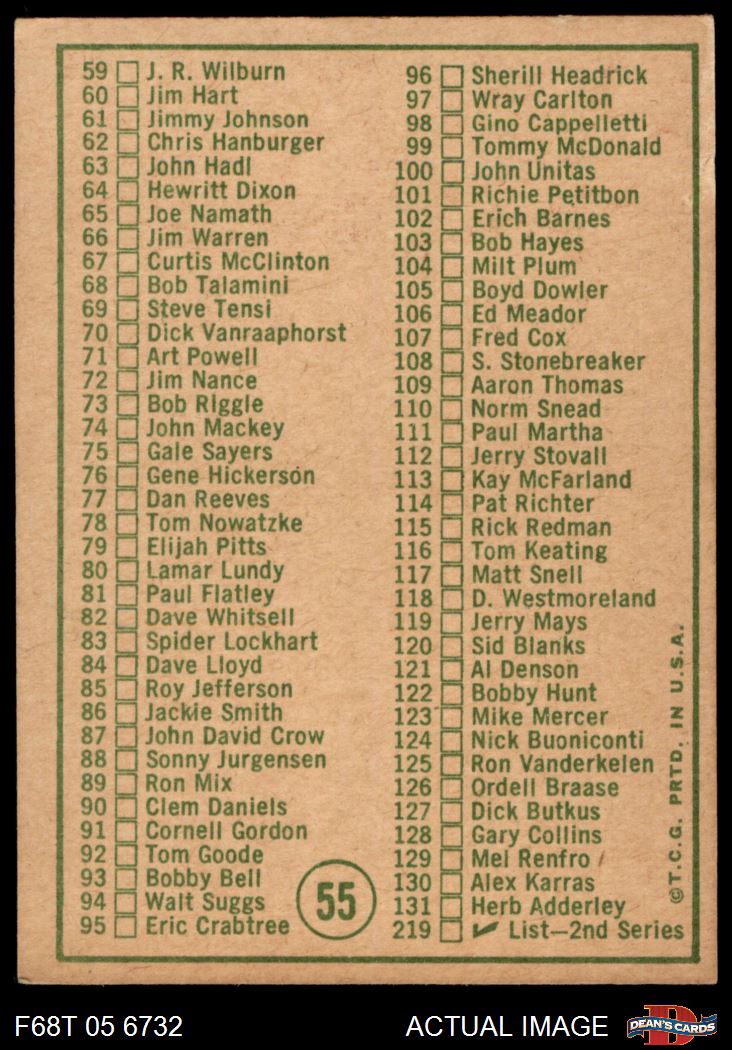 59 J. R. Wilburn
60 Jim Hart
61 Jimmy Johnson
62 Chris Hanburger
63 John Hadl
64 Hewritt Dixon
65 Joe Namath
66 Jim Warren
67 Curtis McClinton
68 Bob Talamini
69 Steve Tensi
70 Dick Vanraaphorst
71 Art Powell
72 Jim Nance
73 Bob Riggle
74 John Mackey
75 Gale Sayers
76 Gene Hickerson
77 Dan Reeves
78 Tom Nowatzke
79 Elijah Pitts
80 Lamar Lundy
81 Paul Flatley
82 Dave Whitsell
83 Spider Lockhart
84 Dave Lloyd
85 Roy Jefferson
86 Jackie Smith
87 John David Crow
88 Sonny Jurgensen
89 Ron Mix
90 Clem Daniels
91 Cornell Gordon
92 Tom Goode
93 Bobby Bell
94 Walt Suggs
95 Eric Crabtree
55
96 Sherill Headrick
97 Wray Carlton
98 Gino Cappelletti
99 Tommy McDonald
100 John Unitas
101 Richie Petitbon
102 Erich Barnes
103 Bob Hayes
104 Milt Plum
105 Boyd Dowler
106 Ed Meador
107 Fred Cox
108 S. Stonebreaker
109 Aaron Thomas
110 Norm Snead
111 Paul Martha
112 Jerry Stovall
113 Kay McFarland
114 Pat Richter
115 Rick Redman
116 Tom Keating
117 Matt Snell
118 D. Westmoreland
119 Jerry Mays
120 Sid Blanks
121 Al Denson
122 Bobby Hunt
123 Mike Mercer
124 Nick Buoniconti
125 Ron Vanderkelen
126 Ordell Braase
127 Dick Butkus
128 Gary Collins
129 Mel Renfro
130 Alex Karras
131 Herb Adderley
219 ✓ List—2nd Series
©T.C.G. PRTD. IN U.S.A.
F68T 05 6732
ACTUAL IMAGE
DEAN'S CARDS